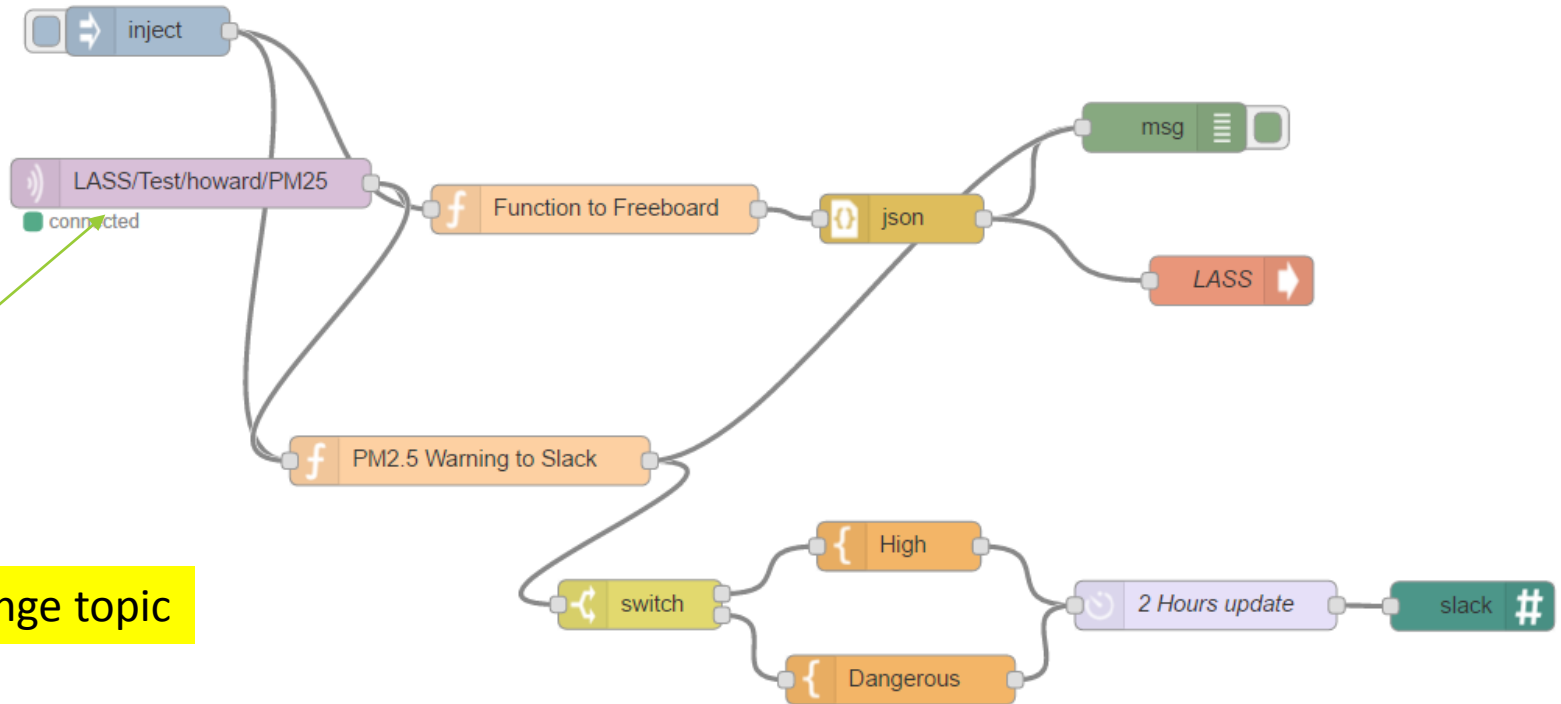 inject
msg
LASS/Test/howard/PM25
connected
Function to Freeboard
json
LASS
PM2.5 Warning to Slack
High
switch
2 Hours update
slack
nge topic
Dangerous